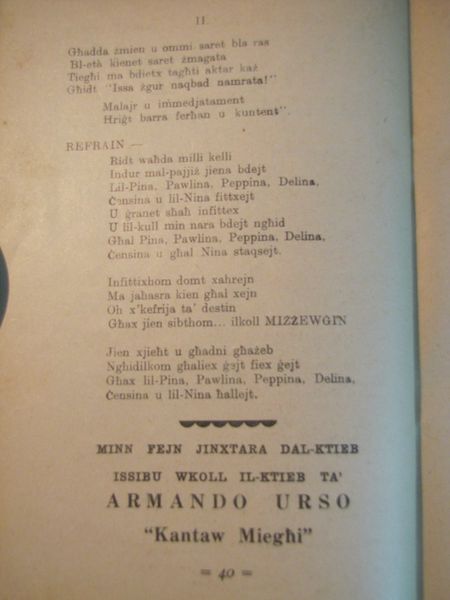 II.
Għadda żmien u ommi saret bla ras
Bl-età kienet saret żmagata
Tiegħi ma bdietx tagħti aktar każ
Għidt "Issa żgur naqbad namrata!"
Malajr u immedjatament
Ħriġt barra ferħan u kuntent".
REFRAIN —
Ridt waħda milli kelli
Indur mal-pajjiż jiena bdejt
Lil-Pina, Pawlina, Peppina, Delina,
Ċensina u lil-Nina fittxejt
U ġranet sħaħ infittex
U lil-kull min nara bdejt ngħid
Għal Pina, Pawlina, Peppina, Delina,
Ċensina u għal Nina staqsejt.
Infittixhom domt xahrejn
Ma jaħasra kien għal xejn
Oh x'kefrija ta' destin
Għax jien sibthom... ilkoll MIŻŻEWĠIN
Jien xjieħt u għadni għażeb
Ngħidilkom għaliex ġejt fiex ġejt
Għax lil-Pina, Pawlina, Peppina, Delina,
Ċensina u lil-Nina ħallejt.
MINN FEJN JINXTARA DAL-KTIEB
ISSIBU WKOLL IL-KTIEB TA'
ARMANDO URSO
"Kantaw Miegħi"
= 40 =